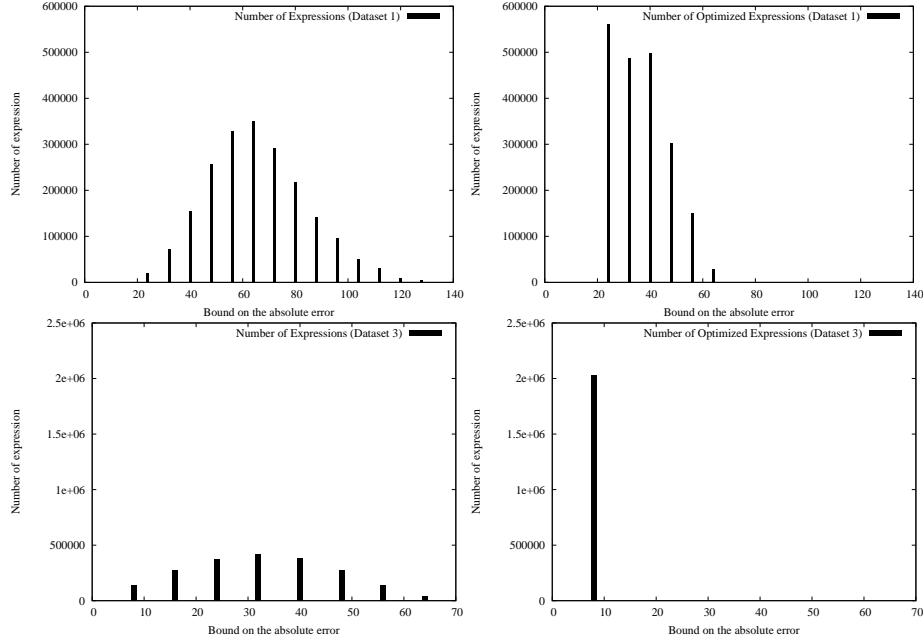 600000
500000
400000
300000
200000
100000
0
0 20 40 60 80 100 120 140
Number of expression
Bound on the absolute error
Number of Expressions (Dataset 1)
600000
500000
400000
300000
200000
100000
0
0 20 40 60 80 100 120 140
Number of expression
Bound on the absolute error
Number of Optimized Expressions (Dataset 1)
2.5e+06
2e+06
1.5e+06
1e+06
500000
0
0 10 20 30 40 50 60 70
Number of expression
Bound on the absolute error
Number of Expressions (Dataset 3)
2.5e+06
2e+06
1.5e+06
1e+06
500000
0
0 10 20 30 40 50 60 70
Number of expression
Bound on the absolute error
Number of Optimized Expressions (Dataset 3)